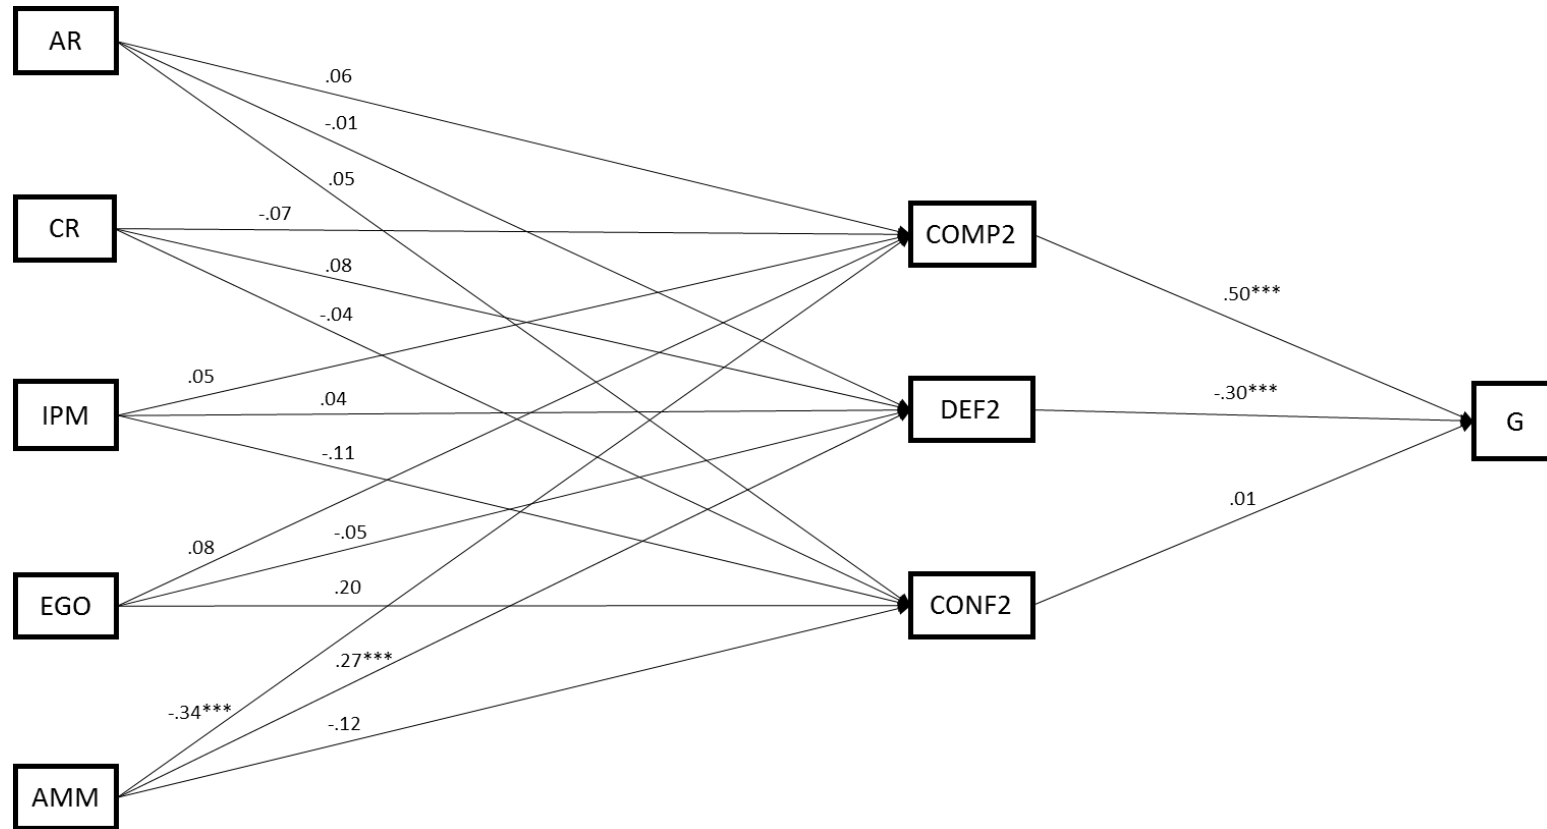 AR
.06
-.01
.05
CR
-.07
COMP2
.08
-.04
.50***
IPM
.05
.04
DEF2
-.30***
G
-.11
.01
EGO
.08
-.05
.20
CONF2
.27***
-.34***
-.12
AMM